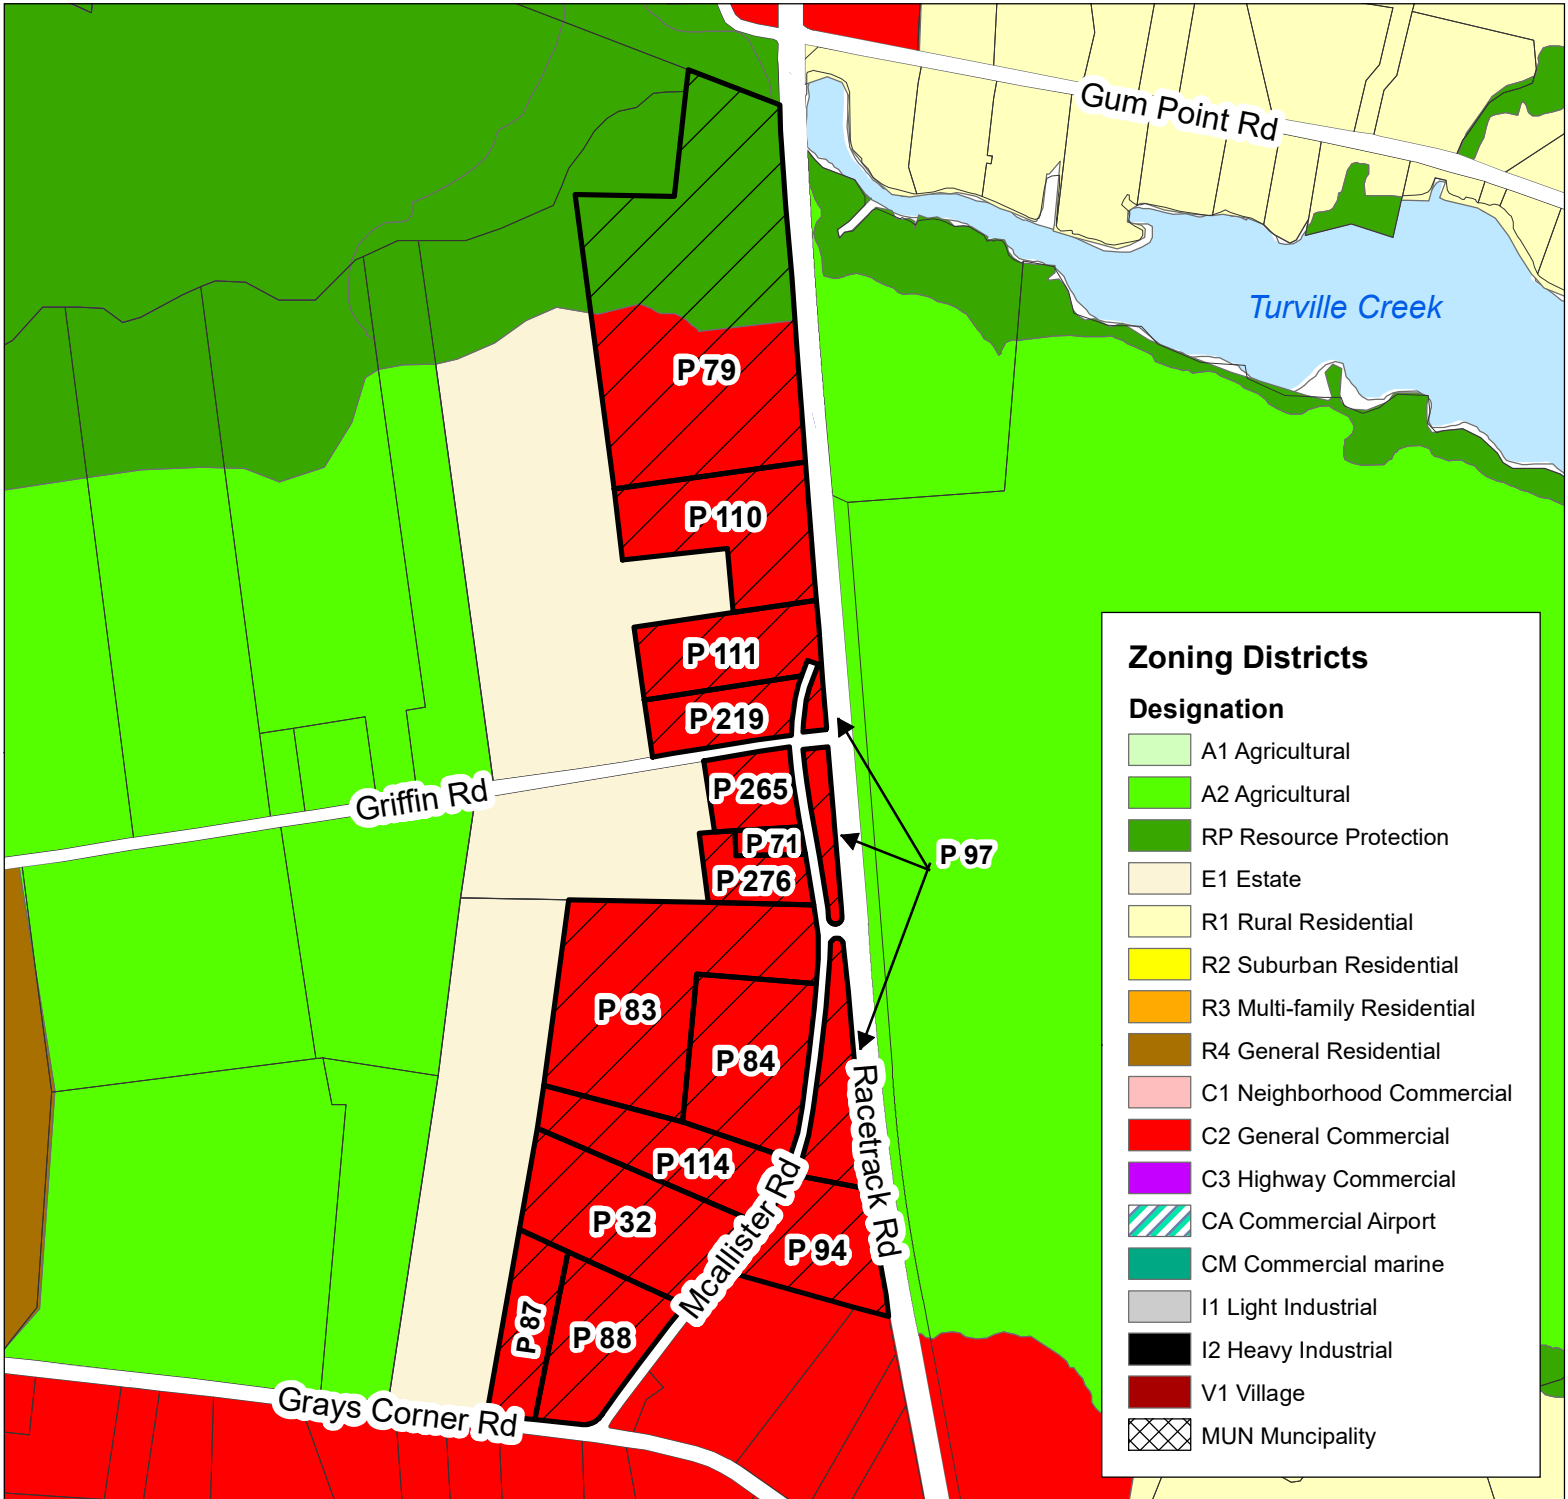 Gum Point Rd
Turville Creek
P 79
P 110
P 111
P 219
Griffin Rd
P 265
P 71
P 276
P 97
P 83
P 84
P 114
P 32
P 94
P 87
P 88
Racetrack Rd
Mcallister Rd
Grays Corner Rd
Zoning Districts
Designation
A1 Agricultural
A2 Agricultural
RP Resource Protection
E1 Estate
R1 Rural Residential
R2 Suburban Residential
R3 Multi-family Residential
R4 General Residential
C1 Neighborhood Commercial
C2 General Commercial
C3 Highway Commercial
CA Commercial Airport
CM Commercial marine
I1 Light Industrial
I2 Heavy Industrial
V1 Village
MUN Muncipality